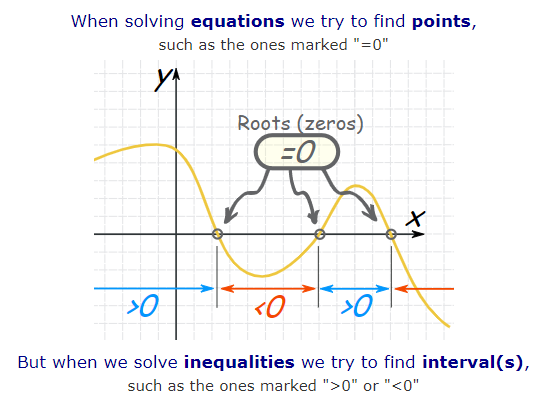 When solving equations we try to find points,
such as the ones marked "=0"
y
Roots (zeros)
=0
x
>0
<0
>0
But when we solve inequalities we try to find interval(s),
such as the ones marked ">0" or "<0"